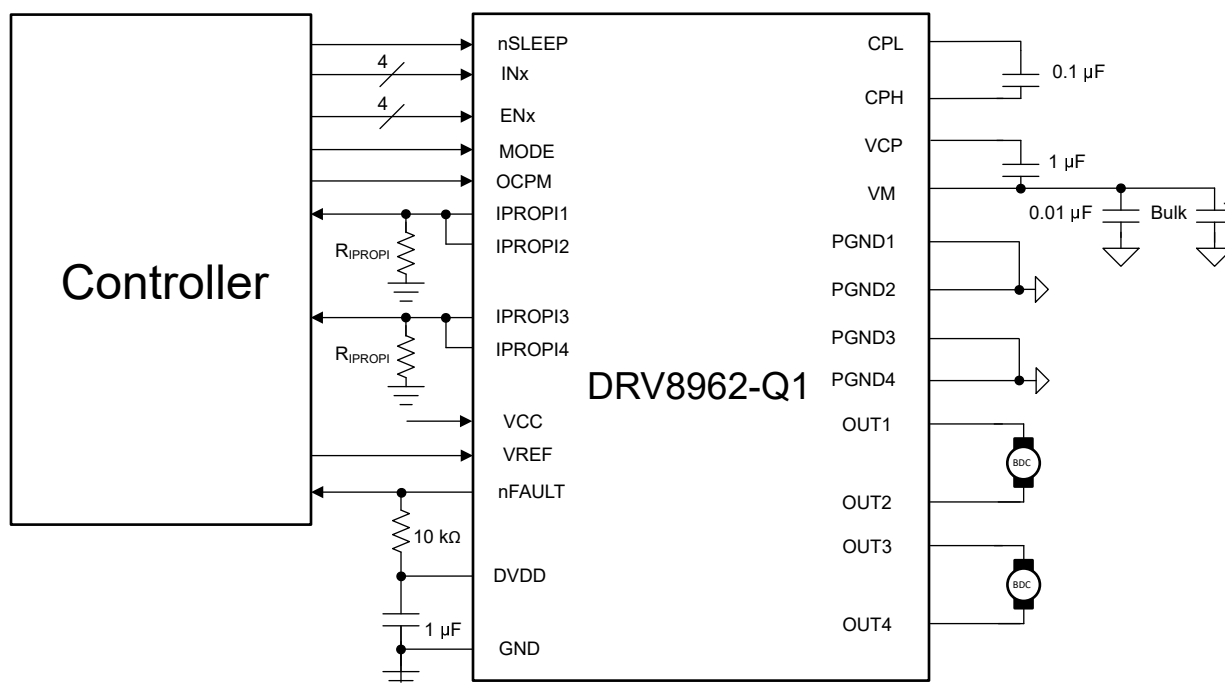 Controller
nSLEEP
4
INx
4
ENx
MODE
OCPM
IPROPI1
RIPROPI
IPROPI2
IPROPI3
RIPROPI
IPROPI4
VCC
VREF
nFAULT
10 kΩ
DVDD
1 µF
GND
DRV8962-Q1
CPL
0.1 µF
CPH
VCP
1 µF
VM
0.01 µF
Bulk
+
PGND1
PGND2
PGND3
PGND4
OUT1
BDC
OUT2
OUT3
BDC
OUT4